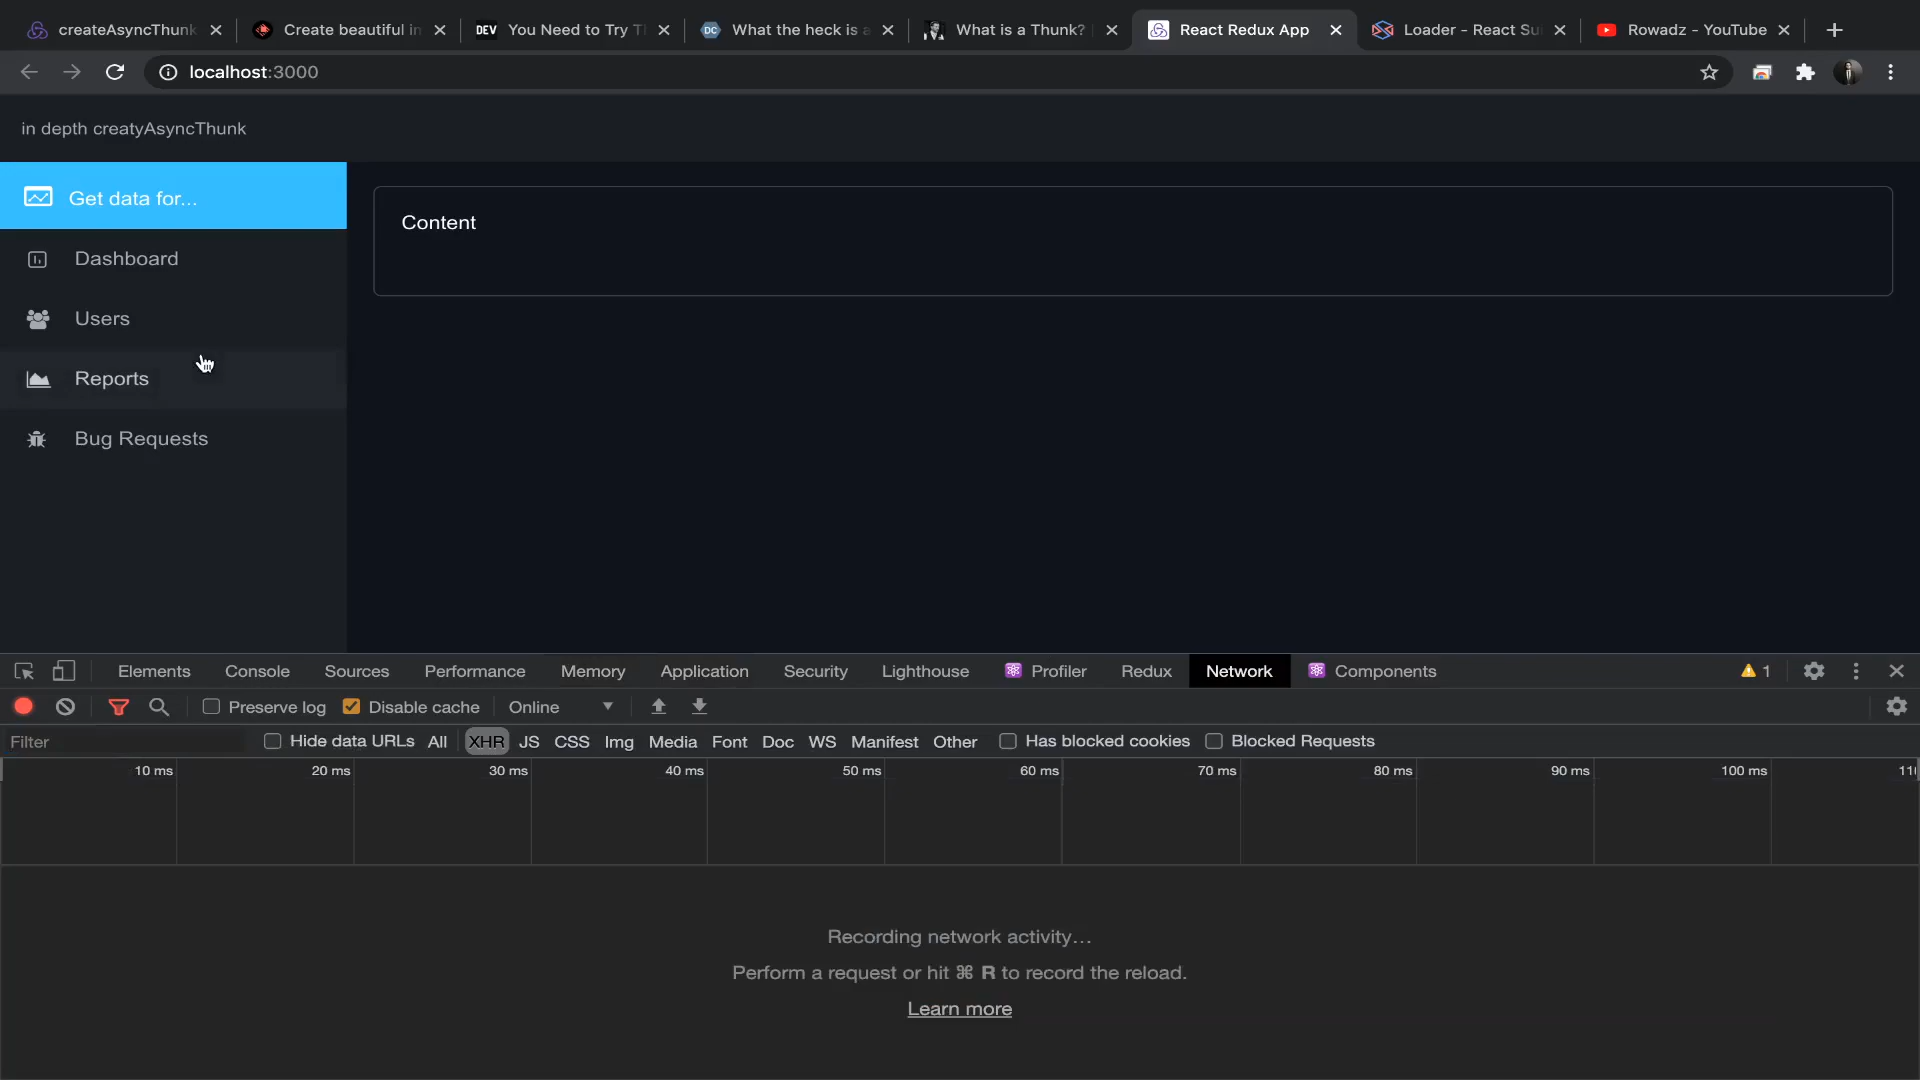 createAsyncThunk
Create beautiful in
DEV You Need to Try T
DC What the heck is a
What is a Thunk?
React Redux App
Loader - React Su
Rowadz - YouTube
localhost:3000
in depth creatyAsyncThunk
Get data for...
Dashboard
Users
Reports
Bug Requests
Content
Elements Console Sources Performance Memory Application Security Lighthouse Profiler Redux Network Components 1
Preserve log Disable cache Online
Filter Hide data URLs All XHR JS CSS Img Media Font Doc WS Manifest Other Has blocked cookies Blocked Requests
10 ms 20 ms 30 ms 40 ms 50 ms 60 ms 70 ms 80 ms 90 ms 100 ms 11
Recording network activity…
Perform a request or hit ⌘ R to record the reload.
Learn more